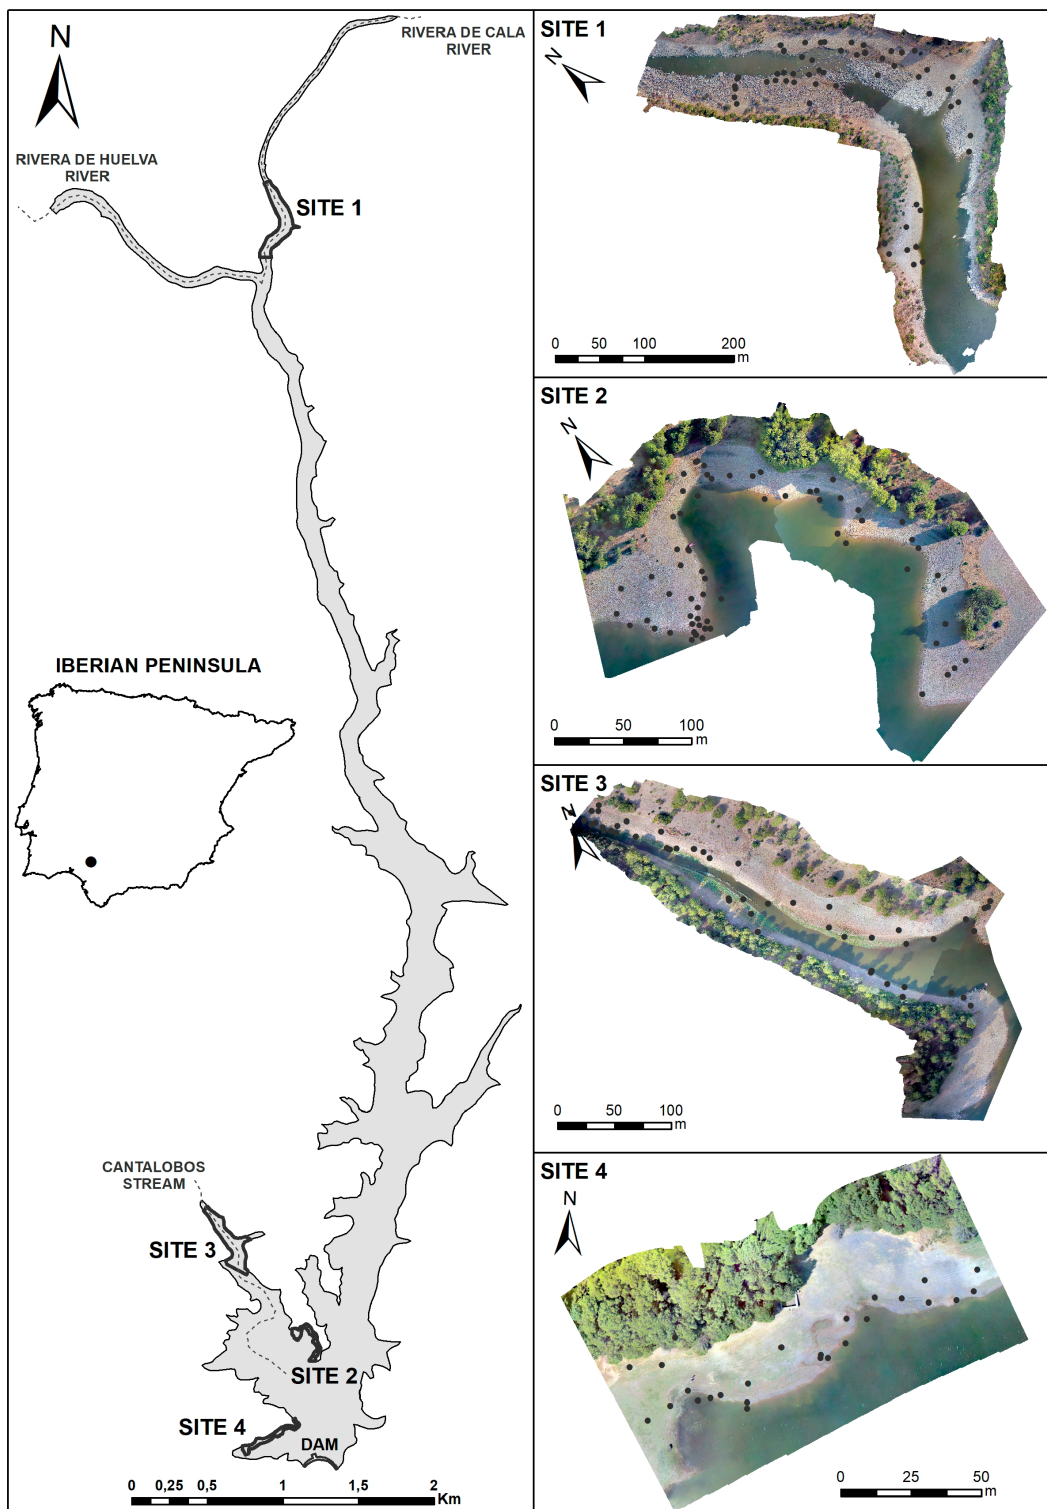 N
RIVERA DE CALA
RIVER
RIVERA DE HUELVA
RIVER
SITE 1
IBERIAN PENINSULA
CANTALOBOS
STREAM
SITE 3
SITE 2
SITE 4
DAM
0 0,25 0,5 1 1,5 2
Km
SITE 1
N
0 50 100 200
m
SITE 2
N
0 50 100
m
SITE 3
N
0 50 100
m
SITE 4
N
0 25 50
m